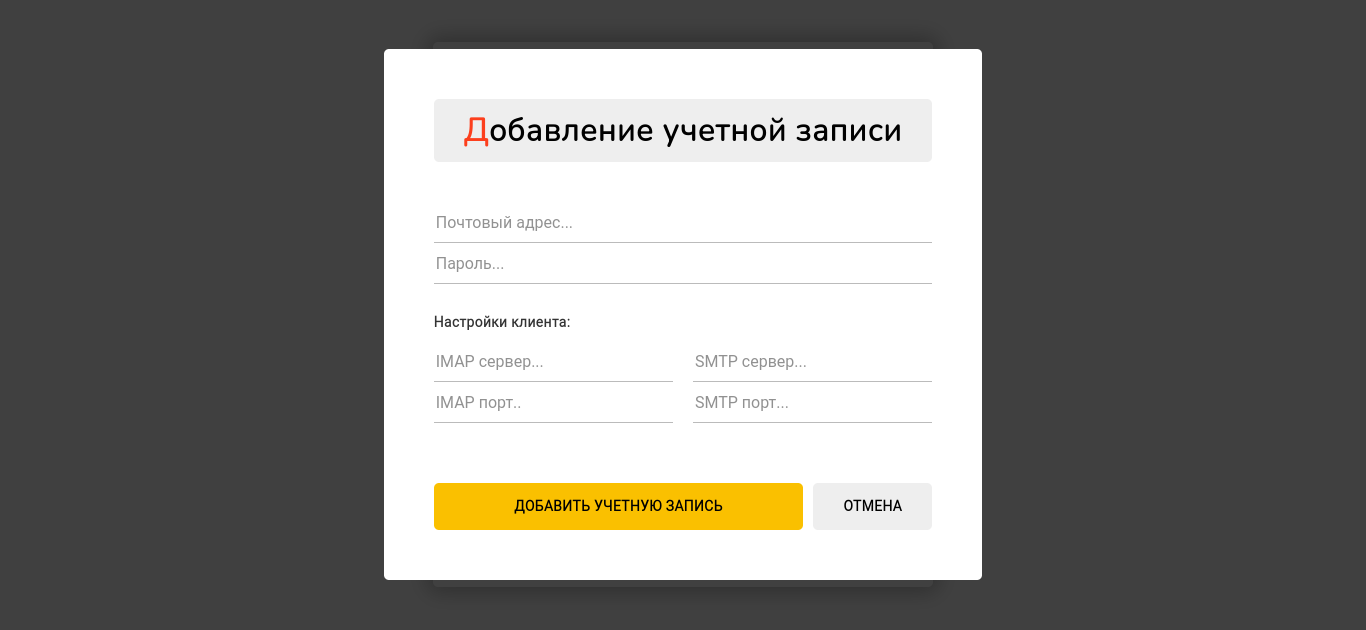 Добавление учетной записи
Почтовый адрес...
Пароль...
Настройки клиента:
IMAP сервер...
SMTP сервер...
IMAP порт..
SMTP порт...
ДОБАВИТЬ УЧЕТНУЮ ЗАПИСЬ
ОТМЕНА